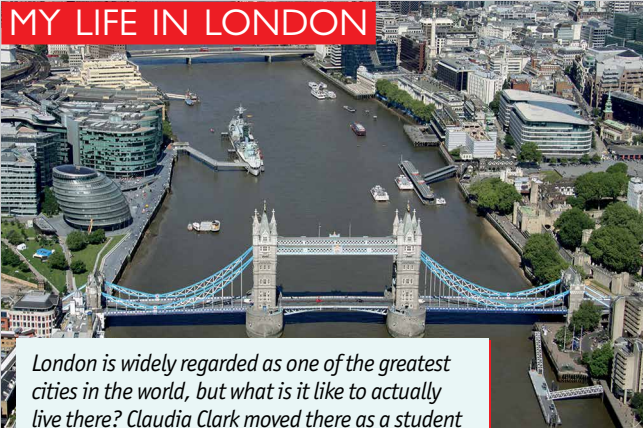 MY LIFE IN LONDON
London is widely regarded as one of the greatest
cities in the world, but what is it like to actually
live there? Claudia Clark moved there as a student